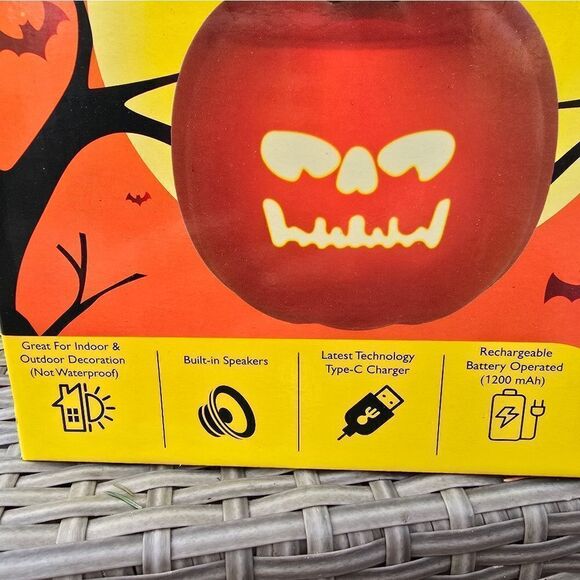 Great For Indoor &
Outdoor Decoration
(Not Waterproof)
Built-in Speakers
Latest Technology
Type-C Charger
Rechargeable
Battery Operated
(1200 mAh)